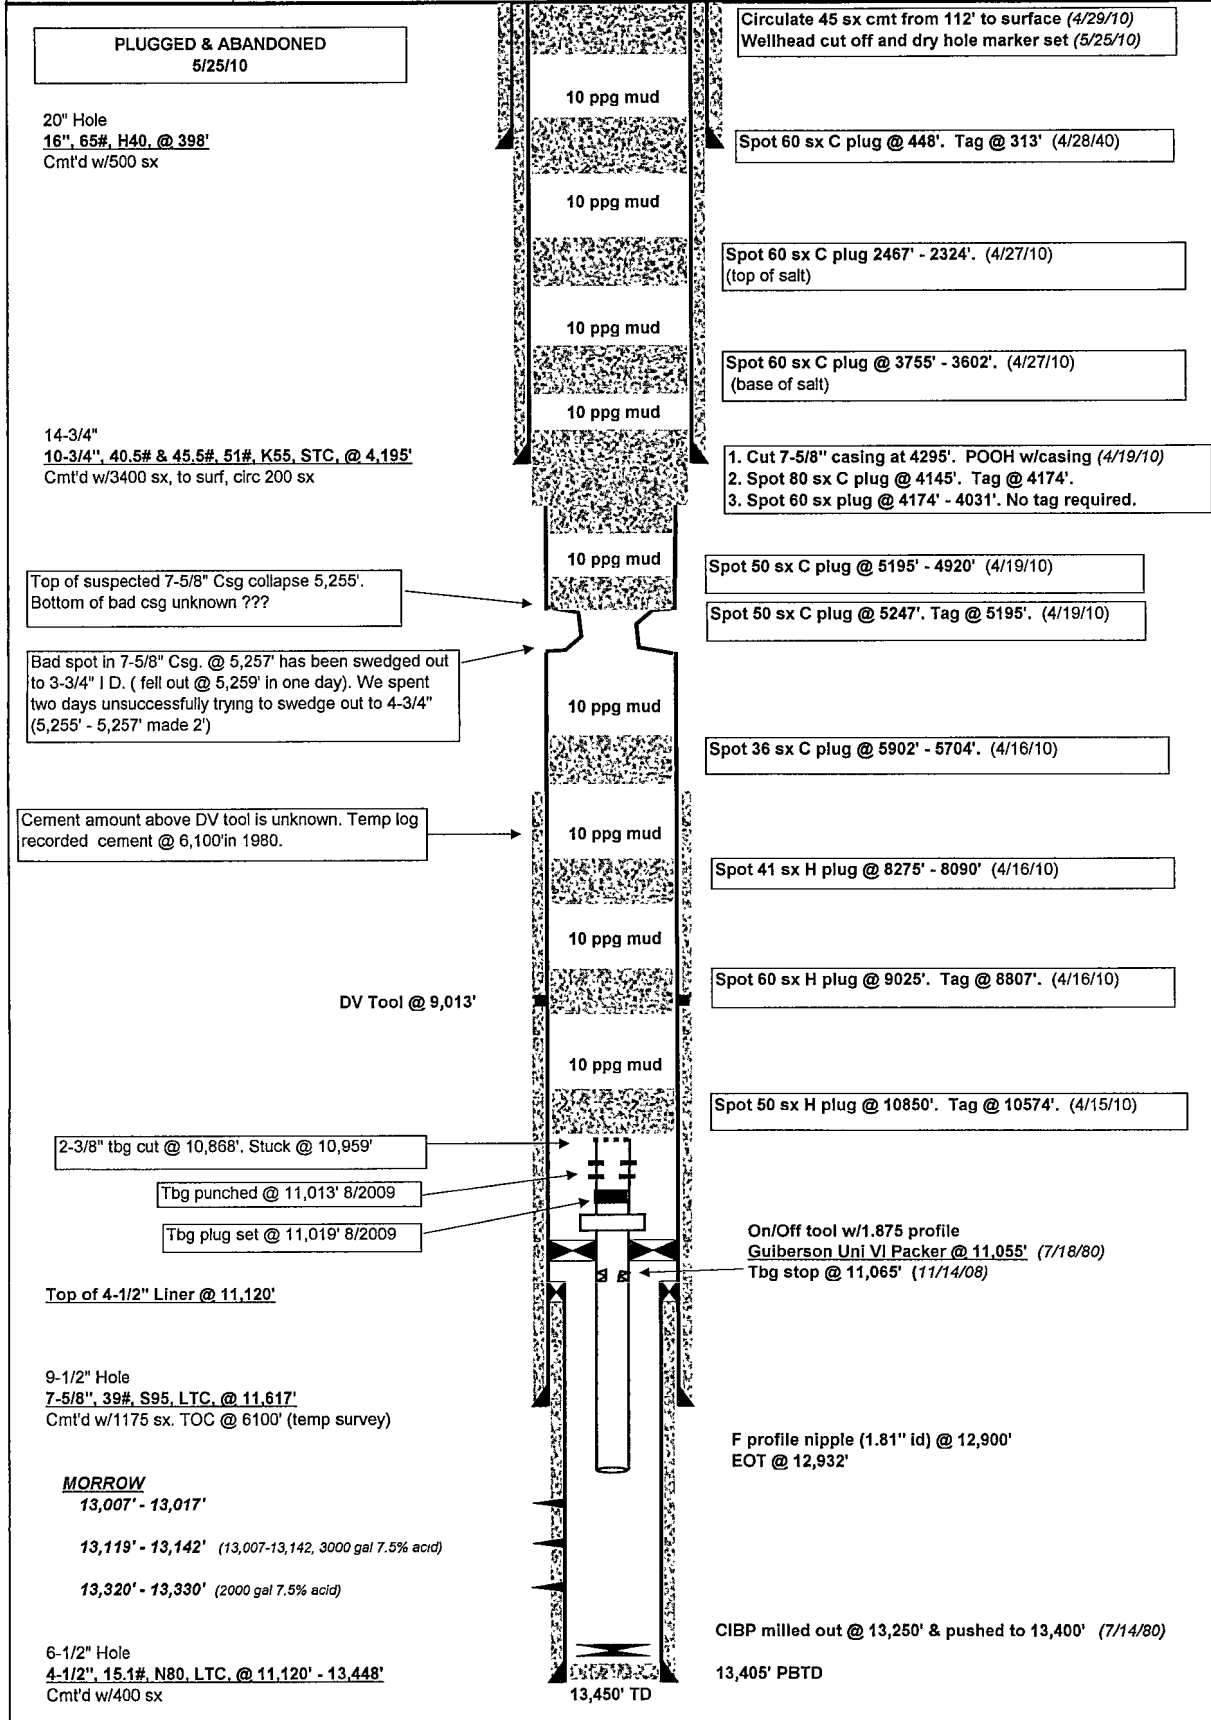 Circulate 45 sx cmt from 112' to surface (4/29/10)
Wellhead cut off and dry hole marker set (5/25/10)
PLUGGED & ABANDONED
5/25/10
10 ppg mud
20" Hole
16", 65#, H40, @ 398'
Cmt'd w/500 sx
Spot 60 sx C plug @ 448'. Tag @ 313' (4/28/40)
10 ppg mud
Spot 60 sx C plug 2467' - 2324'. (4/27/10)
(top of salt)
10 ppg mud
Spot 60 sx C plug @ 3755' - 3602'. (4/27/10)
(base of salt)
10 ppg mud
14-3/4"
10-3/4", 40.5# & 45.5#, 51#, K55, STC, @ 4,195'
Cmt'd w/3400 sx, to surf, circ 200 sx
1. Cut 7-5/8" casing at 4295'. POOH w/casing (4/19/10)
2. Spot 80 sx C plug @ 4145'. Tag @ 4174'.
3. Spot 60 sx plug @ 4174' - 4031'. No tag required.
10 ppg mud
Spot 50 sx C plug @ 5195' - 4920' (4/19/10)
Top of suspected 7-5/8" Csg collapse 5,255'.
Bottom of bad csg unknown ???
Spot 50 sx C plug @ 5247'. Tag @ 5195'. (4/19/10)
Bad spot in 7-5/8" Csg. @ 5,257' has been swedged out
to 3-3/4" I D. ( fell out @ 5,259' in one day). We spent
two days unsuccessfully trying to swedge out to 4-3/4"
(5,255' - 5,257' made 2')
10 ppg mud
Spot 36 sx C plug @ 5902' - 5704'. (4/16/10)
Cement amount above DV tool is unknown. Temp log
recorded cement @ 6,100'in 1980.
10 ppg mud
Spot 41 sx H plug @ 8275' - 8090' (4/16/10)
10 ppg mud
Spot 60 sx H plug @ 9025'. Tag @ 8807'. (4/16/10)
DV Tool @ 9,013'
10 ppg mud
Spot 50 sx H plug @ 10850'. Tag @ 10574'. (4/15/10)
2-3/8" tbg cut @ 10,868'. Stuck @ 10,959'
Tbg punched @ 11,013' 8/2009
Tbg plug set @ 11,019' 8/2009
On/Off tool w/1.875 profile
Guiberson Uni VI Packer @ 11,055' (7/18/80)
Tbg stop @ 11,065' (11/14/08)
Top of 4-1/2" Liner @ 11,120'
9-1/2" Hole
7-5/8", 39#, S95, LTC, @ 11,617'
Cmt'd w/1175 sx. TOC @ 6100' (temp survey)
F profile nipple (1.81" id) @ 12,900'
EOT @ 12,932'
MORROW
13,007' - 13,017'
13,119' - 13,142' (13,007-13,142, 3000 gal 7.5% acid)
13,320' - 13,330' (2000 gal 7.5% acid)
CIBP milled out @ 13,250' & pushed to 13,400' (7/14/80)
6-1/2" Hole
4-1/2", 15.1#, N80, LTC, @ 11,120' - 13,448'
Cmt'd w/400 sx
13,405' PBTD
13,450' TD